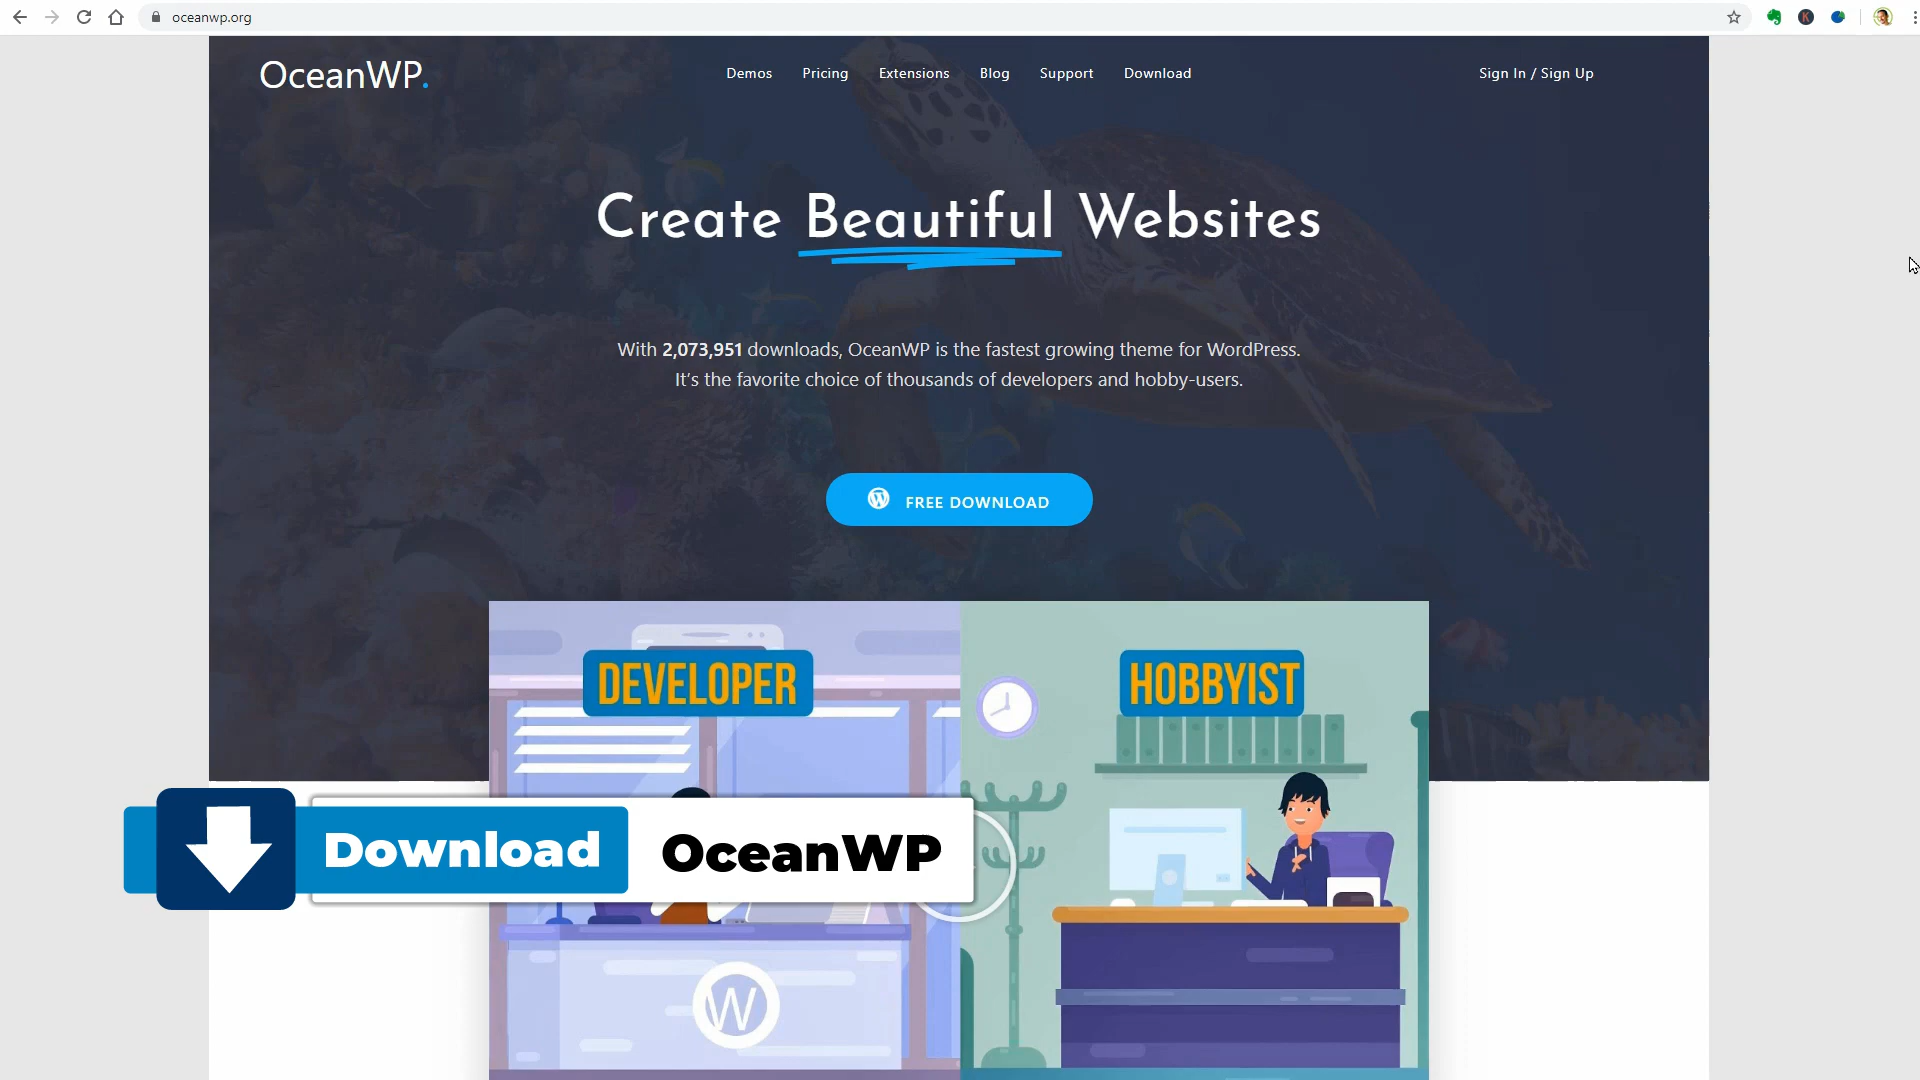 oceanwp.org
OceanWP.
Demos
Pricing
Extensions
Blog
Support
Download
Sign In / Sign Up
Create Beautiful Websites
With 2,073,951 downloads, OceanWP is the fastest growing theme for WordPress.
It's the favorite choice of thousands of developers and hobby-users.
FREE DOWNLOAD
DEVELOPER
HOBBYIST
Download
OceanWP